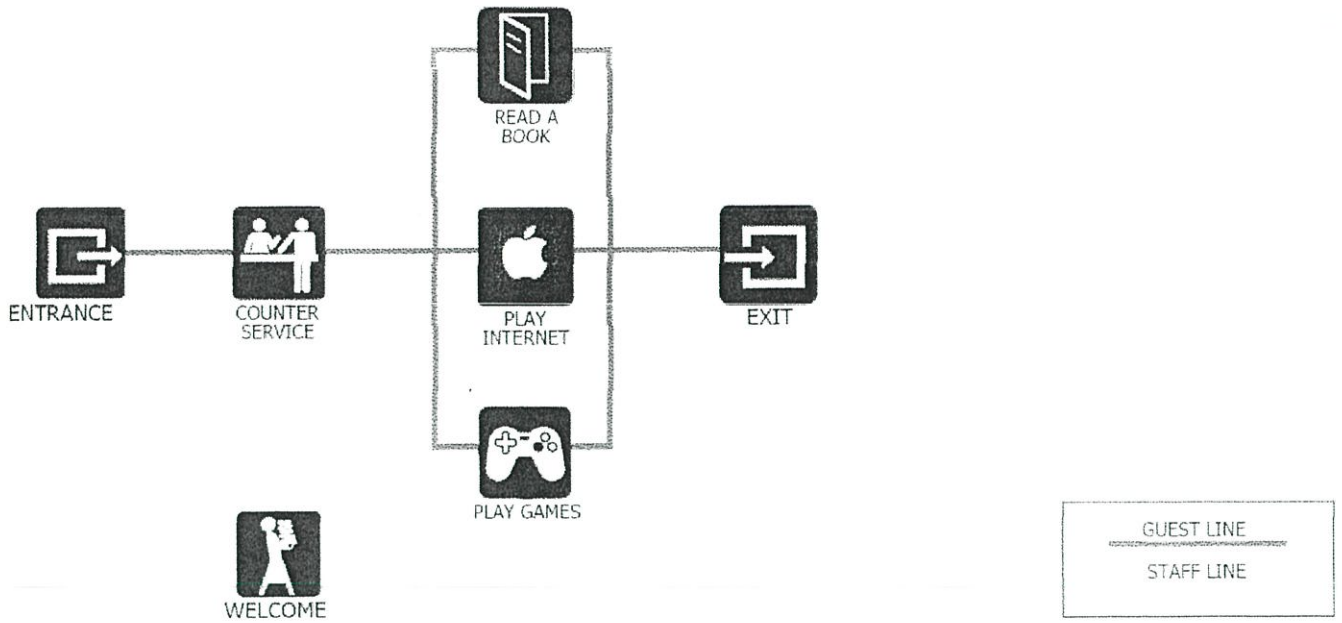 READ A
BOOK
ENTRANCE
COUNTER
SERVICE
PLAY
INTERNET
EXIT
PLAY GAMES
WELCOME
GUEST LINE
STAFF LINE